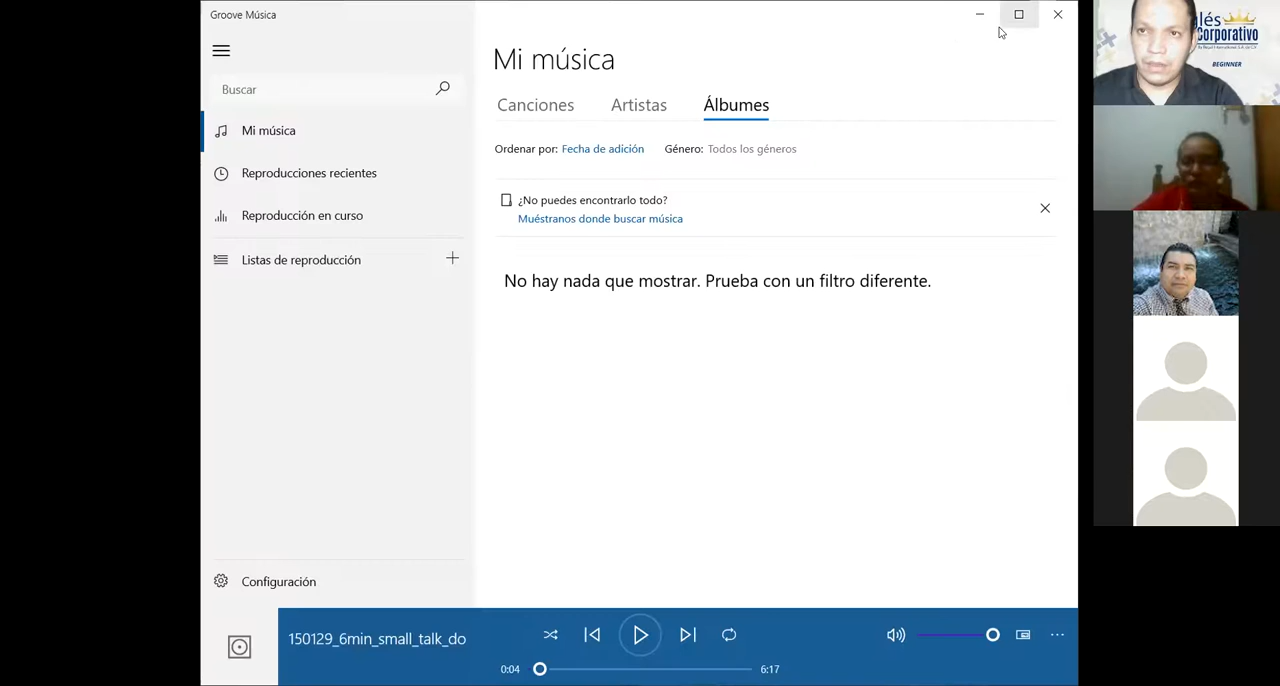 Groove Música
Buscar
Mi música
Reproducciones recientes
Reproducción en curso
Listas de reproducción
Configuración
Mi música
Canciones Artistas Álbumes
Ordenar por: Fecha de adición Género: Todos los géneros
¿No puedes encontrarlo todo?
Muéstranos donde buscar música
No hay nada que mostrar. Prueba con un filtro diferente.
150129_6min_small_talk_do
0:04 6:17
lés
Corporativo
BEGINNER